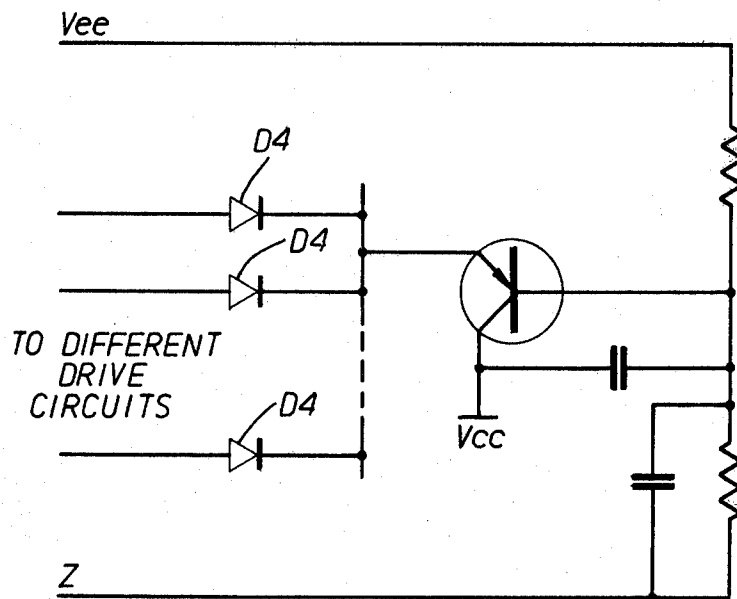 Vee
D4
D4
TO DIFFERENT
DRIVE
CIRCUITS
D4
Vcc
Z